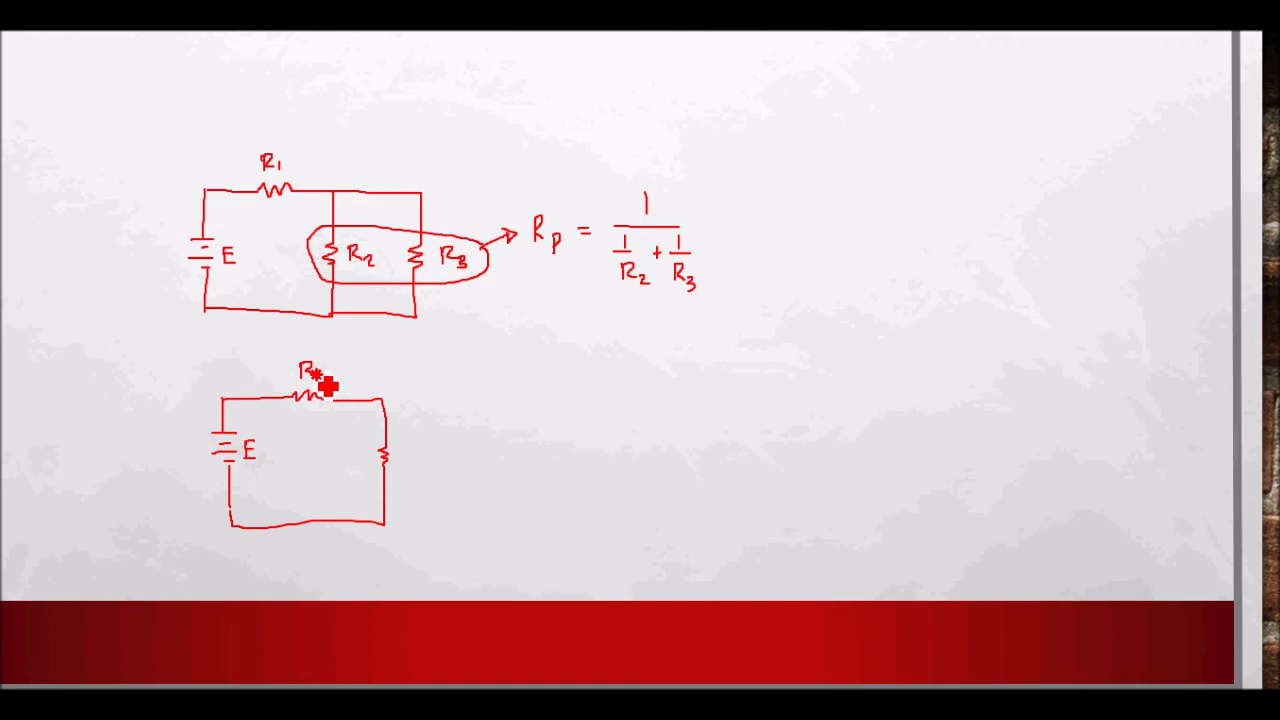 R1
E
R2
R3
Rp = 1 / (1/R2 + 1/R3)
R
E